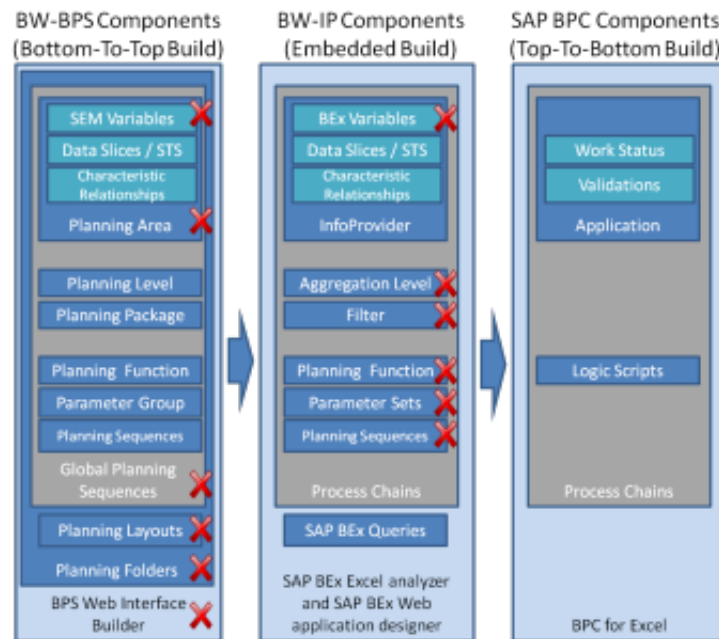 BW-BPS Components
(Bottom-To-Top Build)
SEM Variables
Data Slices / STS
Characteristic
Relationships
Planning Area
Planning Level
Planning Package
Planning Function
Parameter Group
Planning Sequences
Global Planning
Sequences
Planning Layouts
Planning Folders
BPS Web Interface
Builder
BW-IP Components
(Embedded Build)
BEx Variables
Data Slices / STS
Characteristic
Relationships
InfoProvider
Aggregation Level
Filter
Planning Function
Parameter Sets
Planning Sequences
Process Chains
SAP BEx Queries
SAP BEx Excel analyzer
and SAP BEx Web
application designer
SAP BPC Components
(Top-To-Bottom Build)
Work Status
Validations
Application
Logic Scripts
Process Chains
BPC for Excel